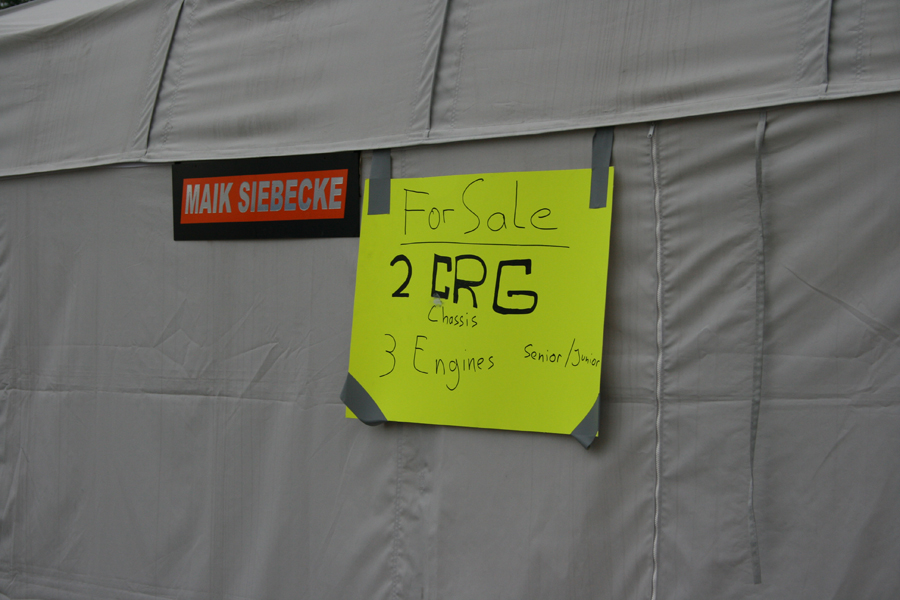 MAIK SIEBECKE
For Sale
2 CRG
Chassis
3 Engines Senior/Junior